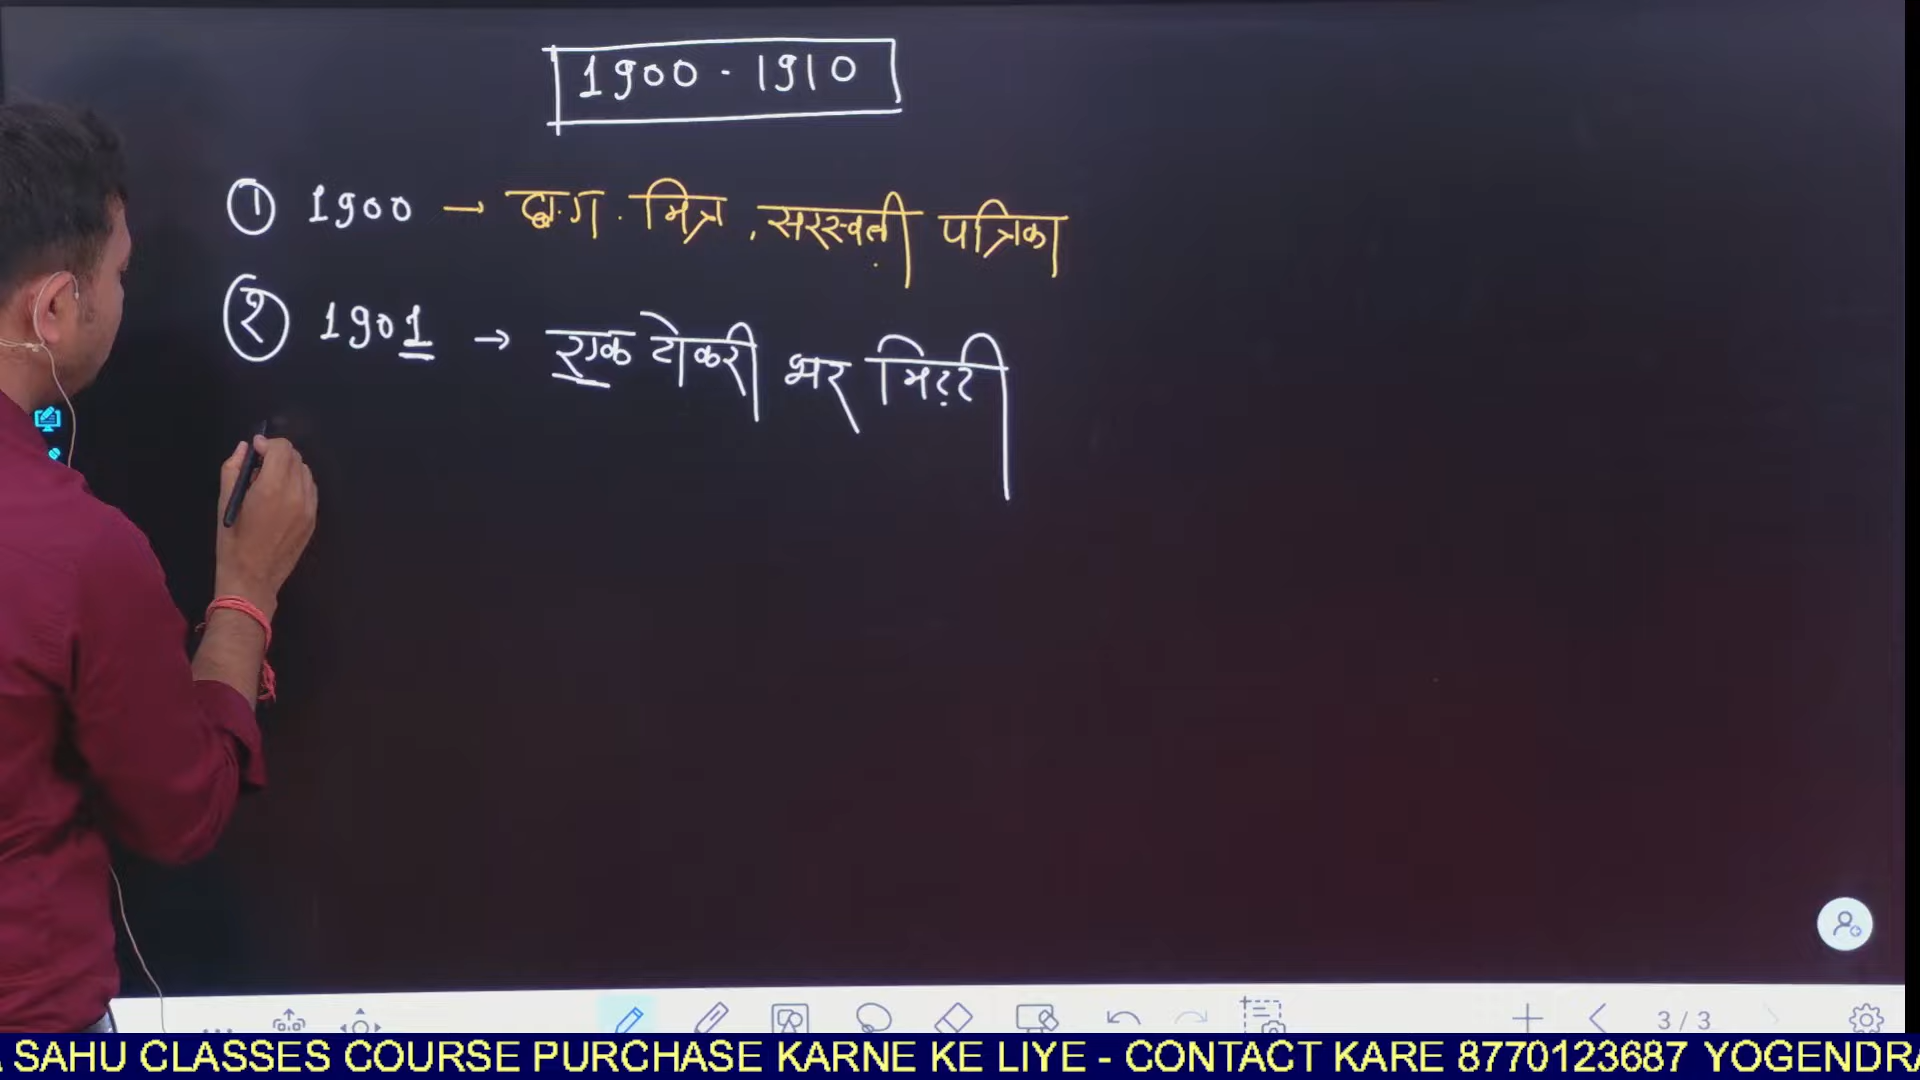 1900 - 1910
① 1900 → छ.ग. मित्र, सरस्वती पत्रिका
② 1901 → एक टोकरी भर मिट्टी
3/3
SAHU CLASSES COURSE PURCHASE KARNE KE LIYE - CONTACT KARE 8770123687 YOGENDRA